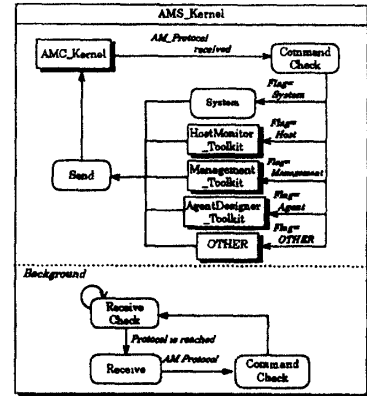 AMS_Kernel
AM_Protocol
received
AMC_Kernel
Command
Check
Flag=
System
System
Flag=
Host
HostMonitor
_Toolkit
Flag=
Management
Management
_Toolkit
Send
Flag=
Agent
AgentDesigner
_Toolkit
Flag=
OTHER
OTHER
Background
Receive
Check
Protocol is reached
AM Protocol
Receive
Command
Check